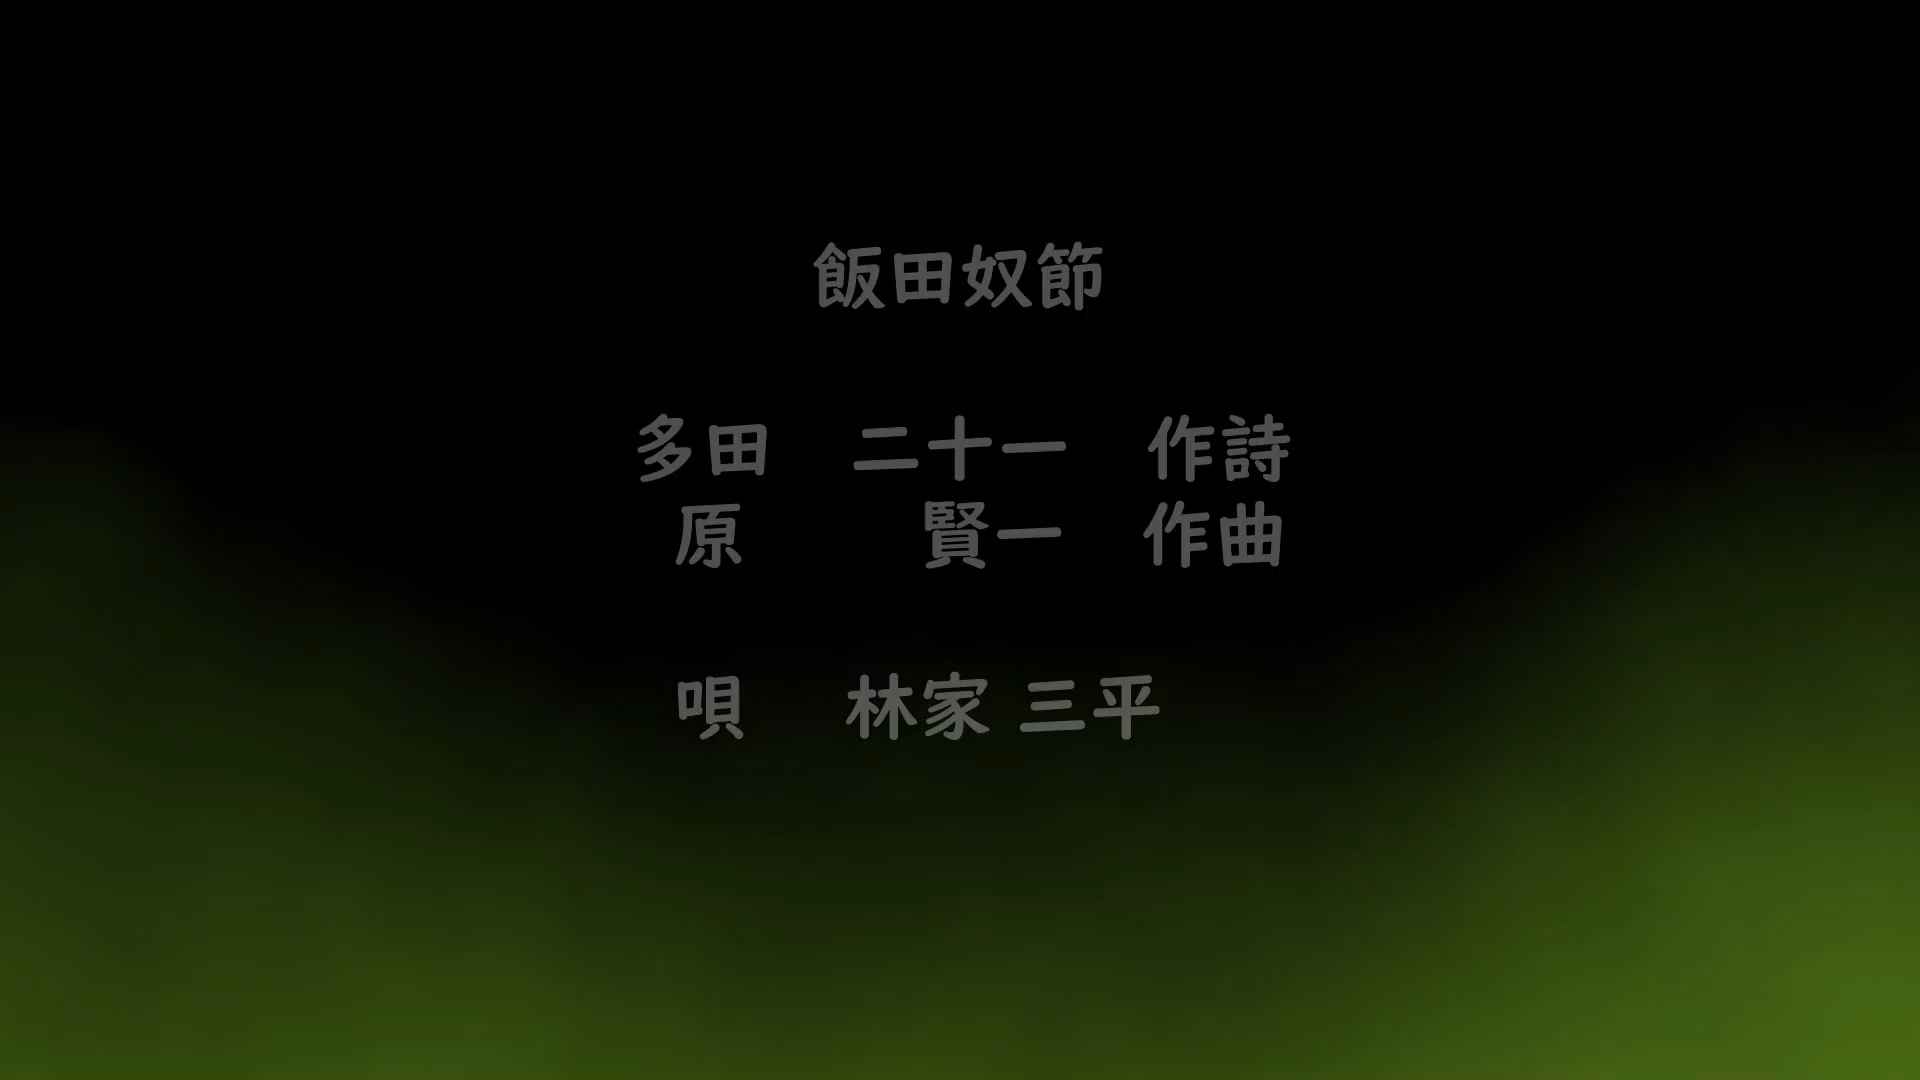 飯田奴節
多田　二十一　作詩
原　　賢一　作曲
唄　林家 三平